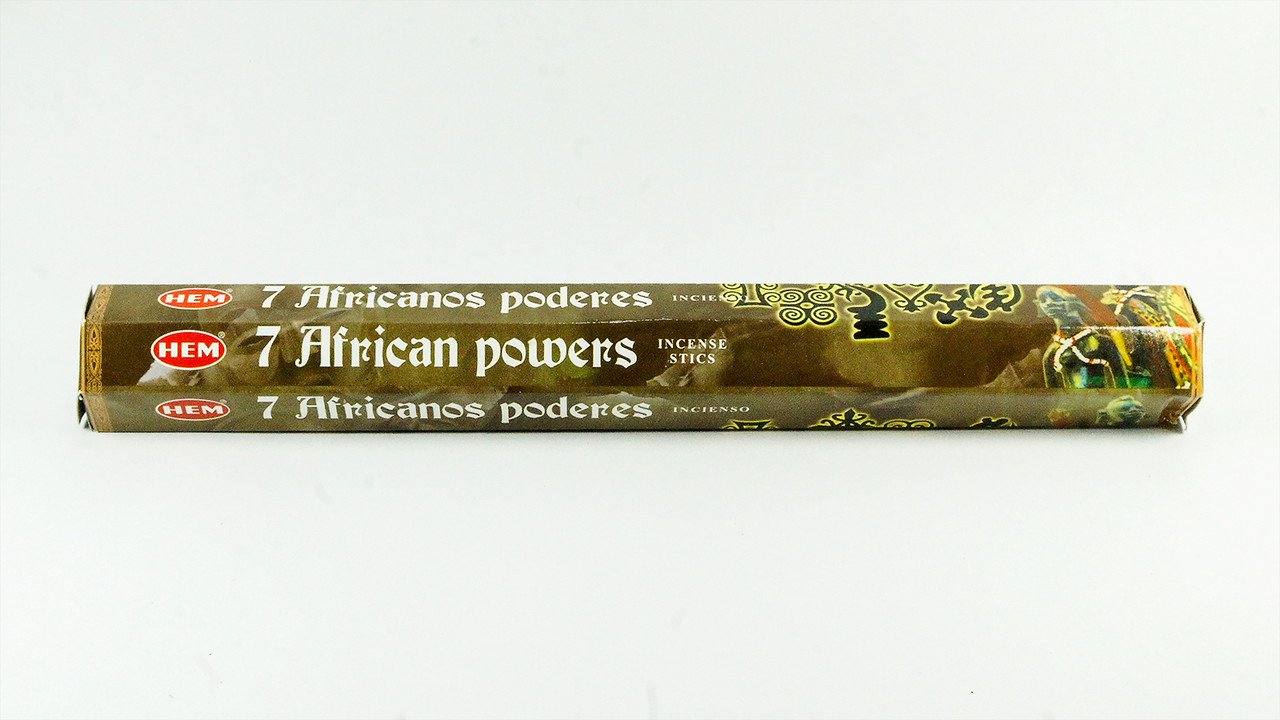 HEM 7 Africanos poderes INCIENSO
HEM 7 African powers INCENSE
STICS
HEM 7 Africanos poderes INCIENSO